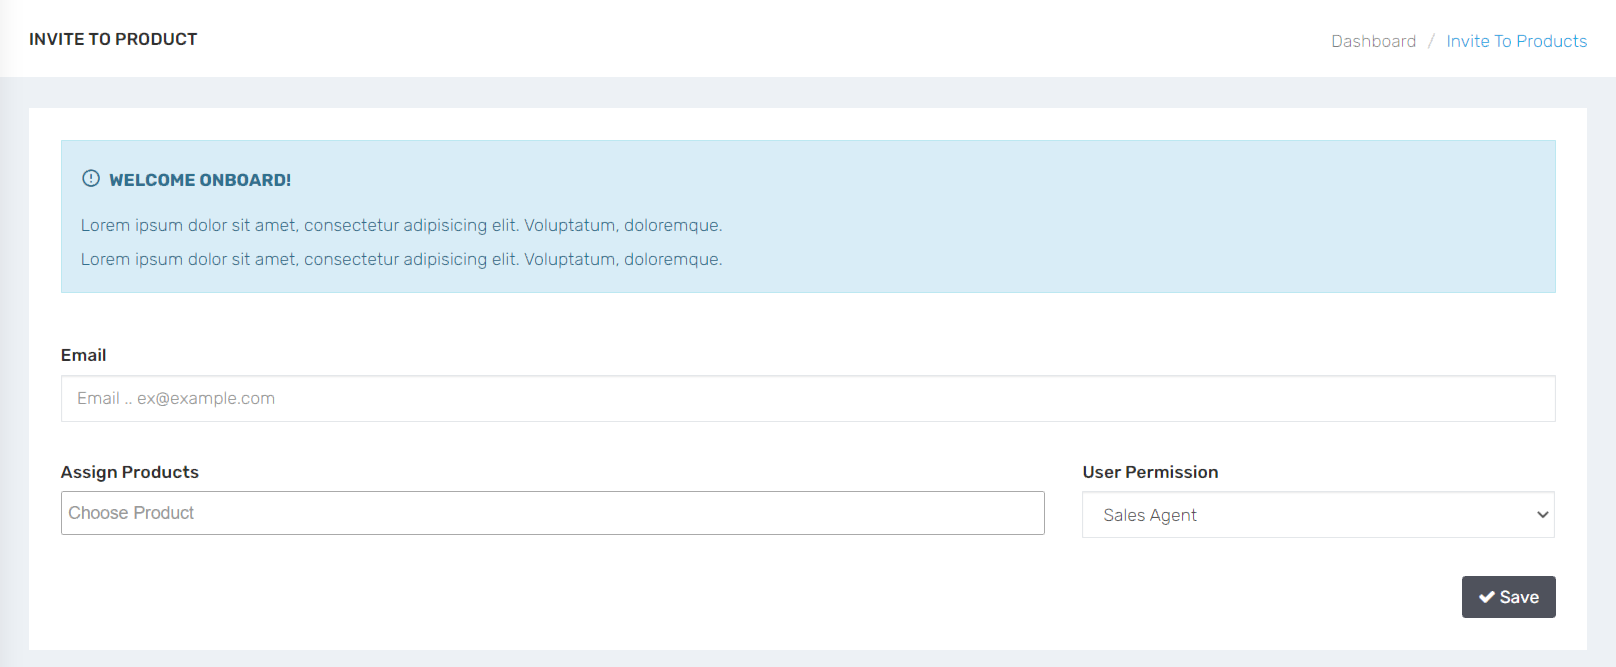 INVITE TO PRODUCT
Dashboard / Invite To Products
WELCOME ONBOARD!
Lorem ipsum dolor sit amet, consectetur adipisicing elit. Voluptatum, doloremque.
Lorem ipsum dolor sit amet, consectetur adipisicing elit. Voluptatum, doloremque.
Email
Email .. ex@example.com
Assign Products
User Permission
Choose Product
Sales Agent
Save